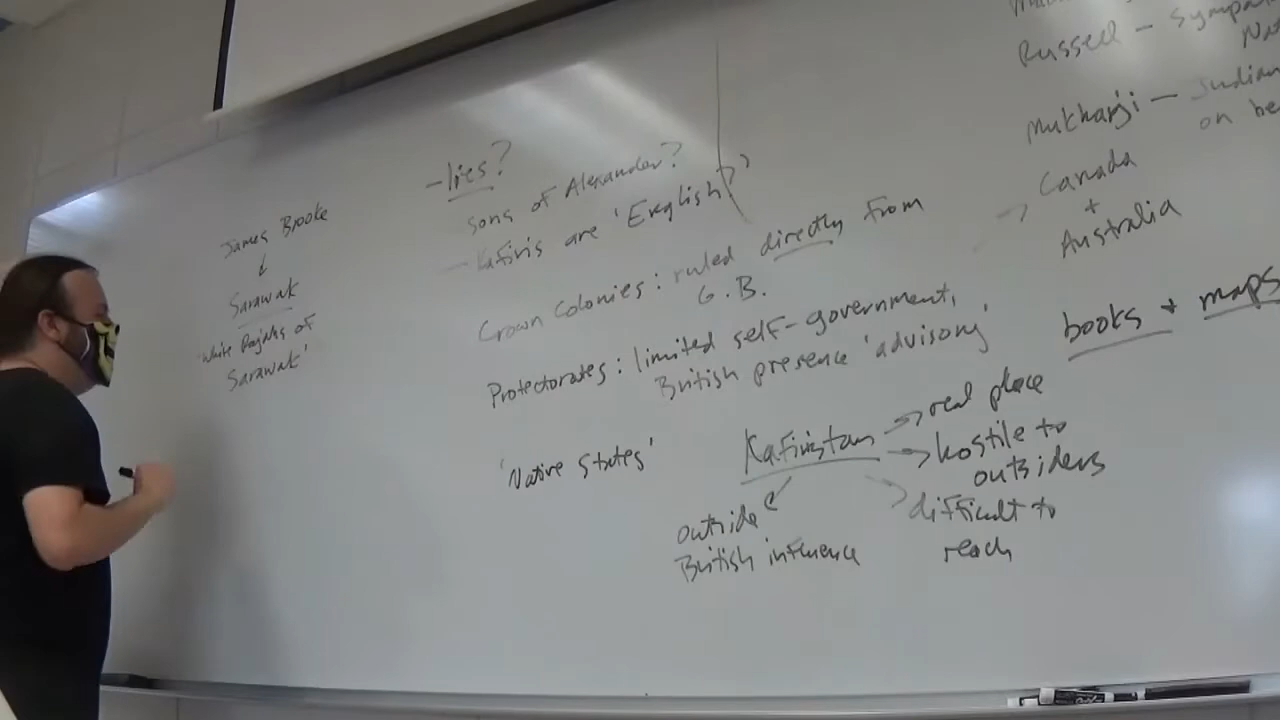 James Brooke
Sarawak
'White Rajahs of
Sarawak'
-lies?
sons of Alexander?
- Kafiris are 'English'?
Crown Colonies: ruled directly from
G.B.
Protectorates: limited self-government,
British presence 'advisory'
'Native States'
Kafiristan
real place
hostile to
outsiders
difficult to
reach
outside
British influence
Russell -
Mukharji - Indian
on
Canada
+
Australia
books + maps